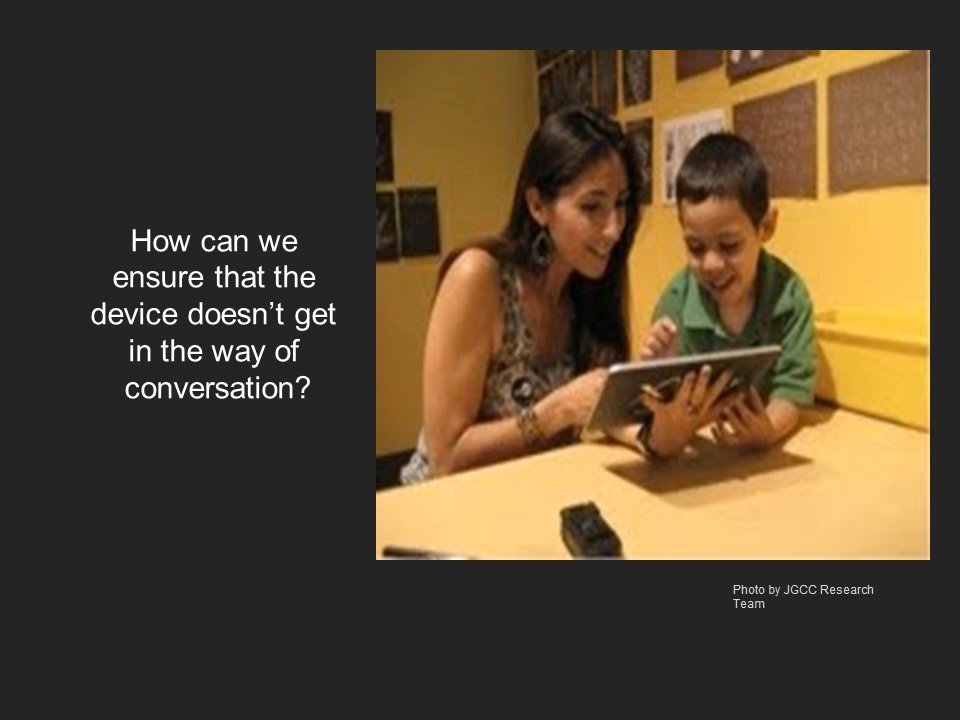 How can we
ensure that the
device doesn’t get
in the way of
conversation?
Photo by JGCC Research
Team